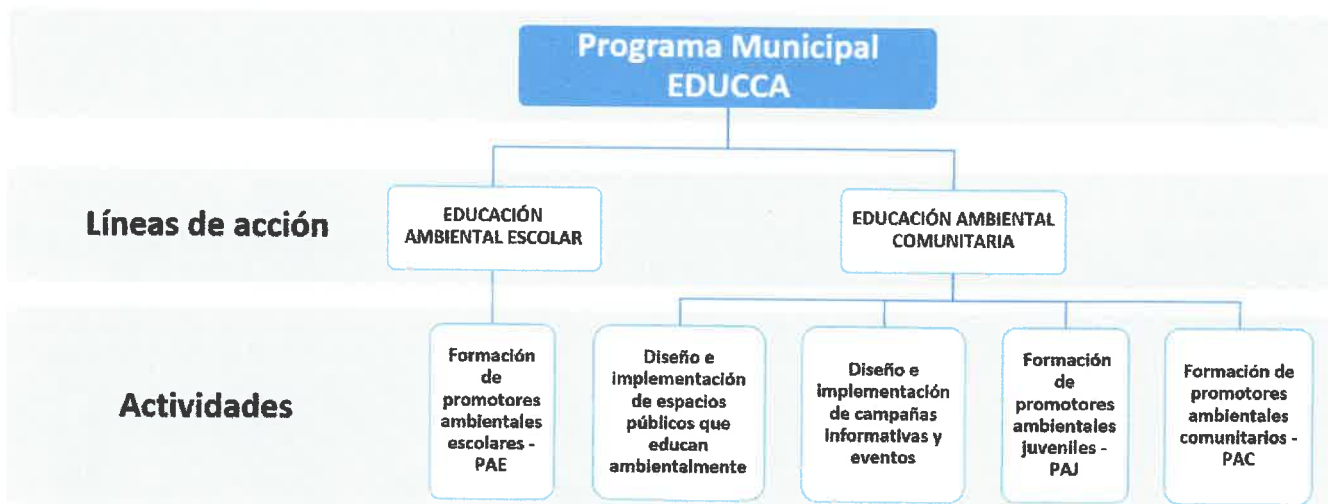 Programa Municipal
EDUCCA
Líneas de acción
EDUCACIÓN
AMBIENTAL ESCOLAR
EDUCACIÓN AMBIENTAL
COMUNITARIA
Actividades
Formación
de
promotores
ambientales
escolares -
PAE
Diseño e
implementación
de espacios
públicos que
educan
ambientalmente
Diseño e
implementación
de campañas
informativas y
eventos
Formación
de
promotores
ambientales
juveniles -
PAJ
Formación de
promotores
ambientales
comunitarios -
PAC